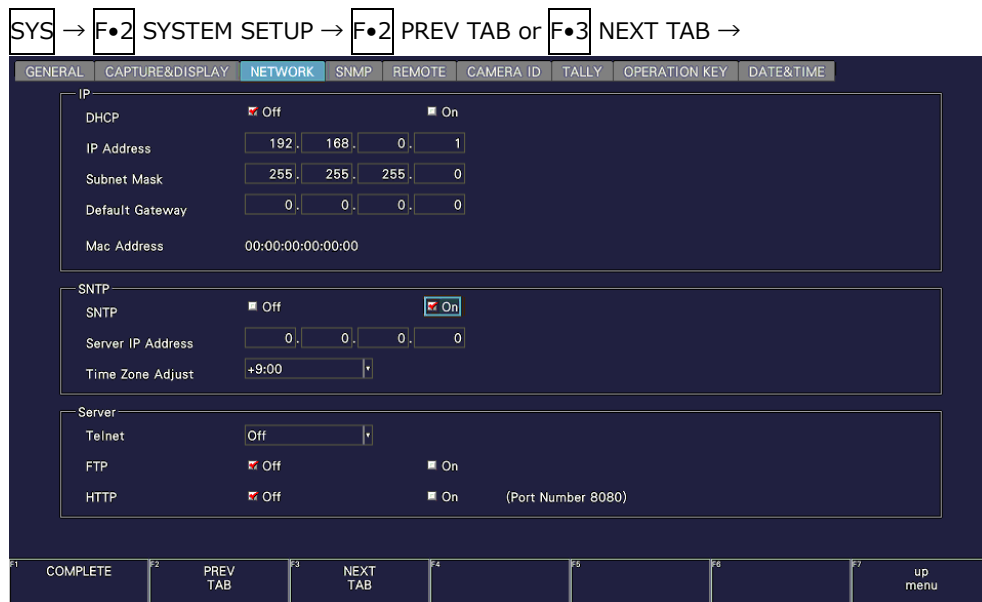 SYS → F•2 SYSTEM SETUP → F•2 PREV TAB or F•3 NEXT TAB →
GENERAL CAPTURE&DISPLAY NETWORK SNMP REMOTE CAMERA ID TALLY OPERATION KEY DATE&TIME
IP
DHCP Off On
IP Address 192. 168. 0. 1
Subnet Mask 255. 255. 255. 0
Default Gateway 0. 0. 0. 0
Mac Address 00:00:00:00:00:00
SNTP
SNTP Off On
Server IP Address 0. 0. 0. 0
Time Zone Adjust +9:00
Server
Telnet Off
FTP Off On
HTTP Off On (Port Number 8080)
F1 COMPLETE F2 PREV F3 NEXT F4 F5 F6 F7 up
TAB TAB menu